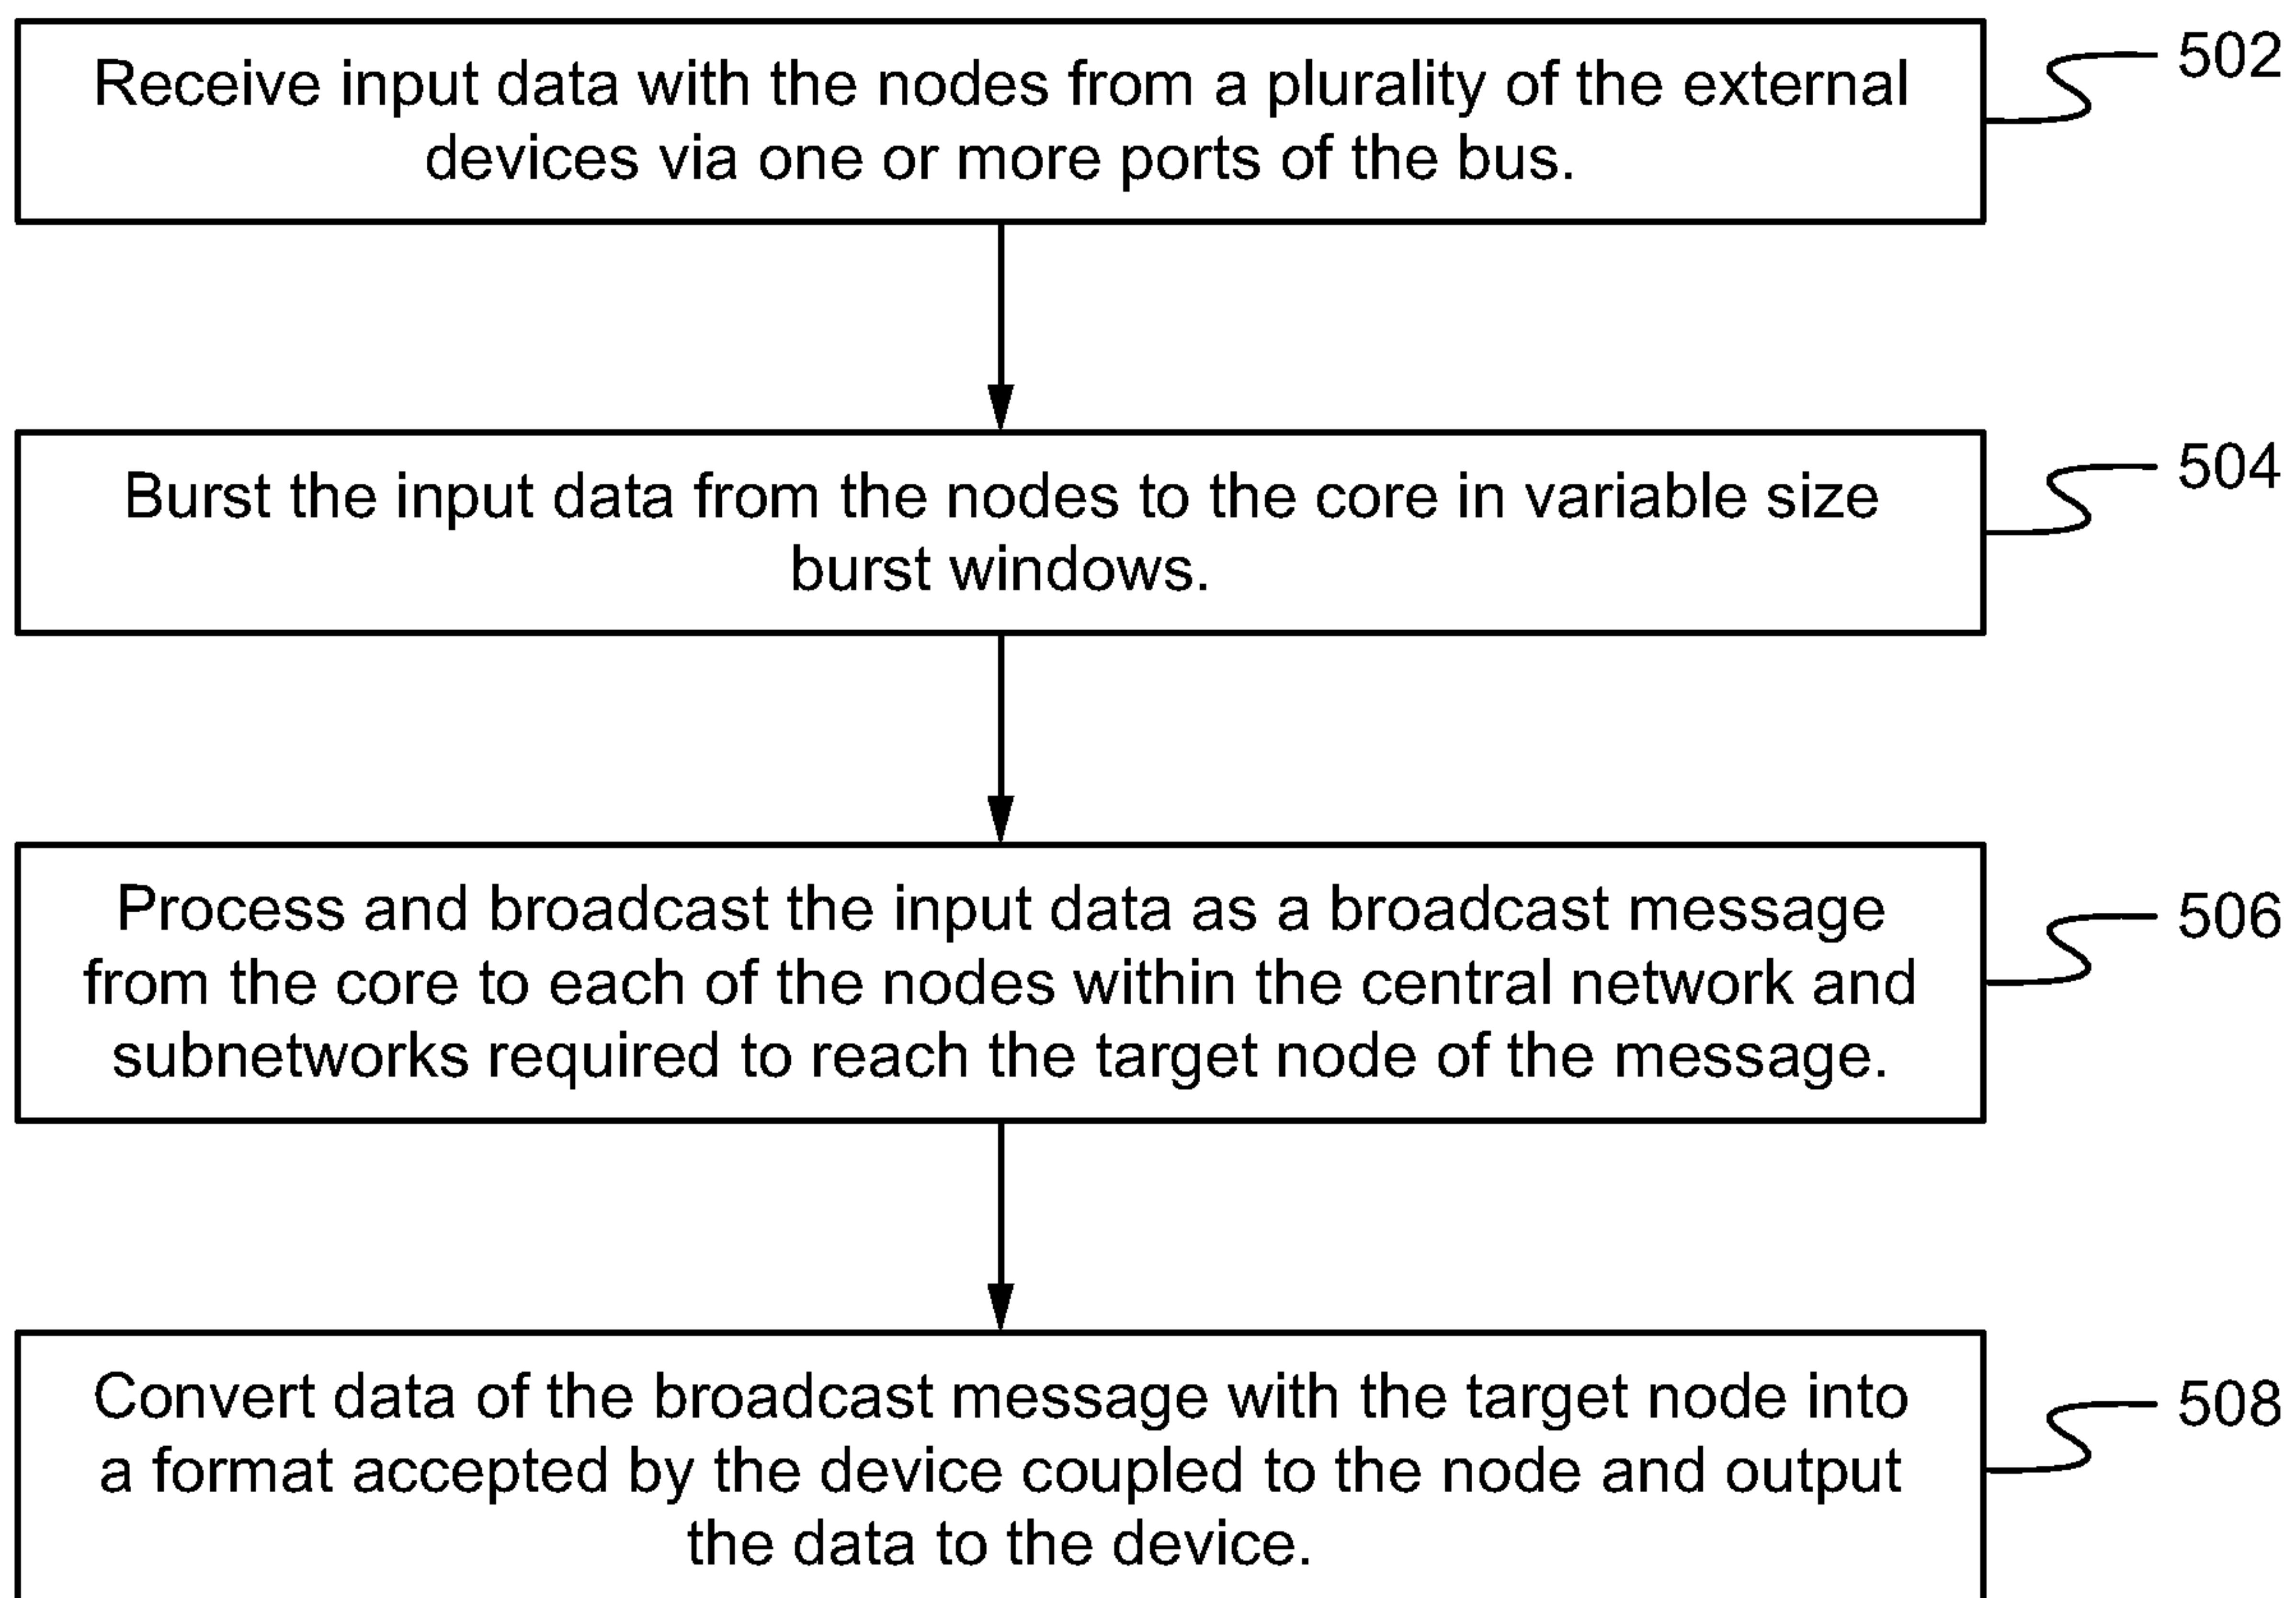 Receive input data with the nodes from a plurality of the external
devices via one or more ports of the bus.
502
Burst the input data from the nodes to the core in variable size
burst windows.
504
Process and broadcast the input data as a broadcast message
from the core to each of the nodes within the central network and
subnetworks required to reach the target node of the message.
506
Convert data of the broadcast message with the target node into
a format accepted by the device coupled to the node and output
the data to the device.
508